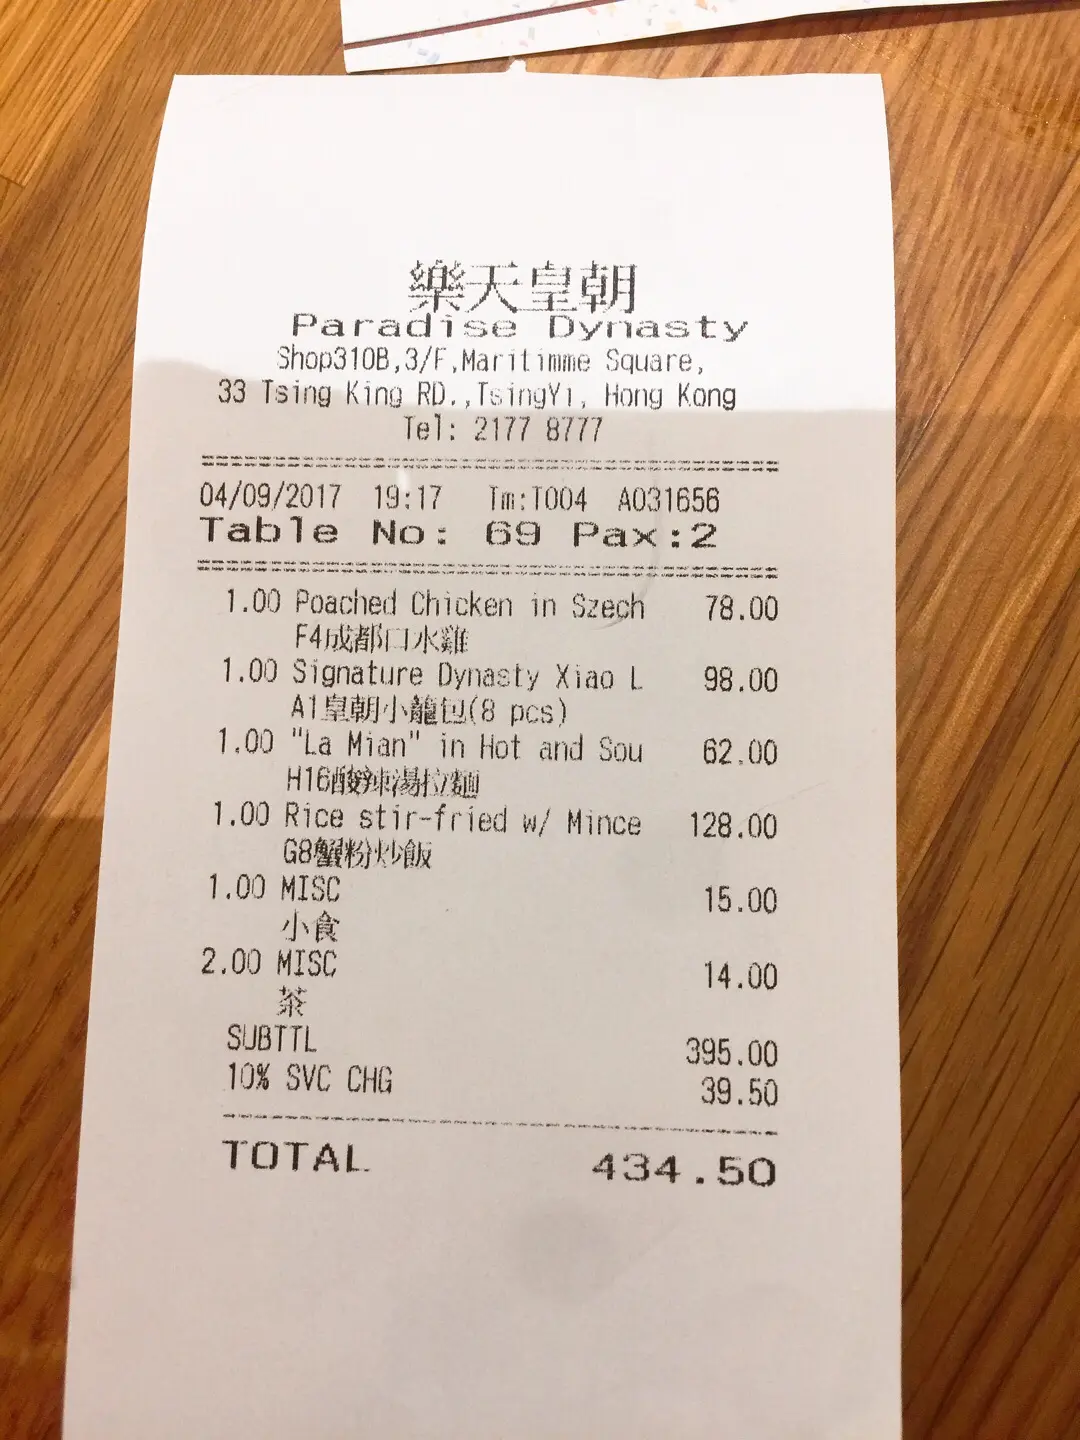 樂天皇朝
Paradise Dynasty
Shop310B,3/F,Maritimme Square,
33 Tsing King RD.,TsingYi, Hong Kong
Tel: 2177 8777
04/09/2017 19:17 Tm:T004 A031656
Table No: 69 Pax:2
1.00 Poached Chicken in Szech 78.00
F4成都口水雞
1.00 Signature Dynasty Xiao L 98.00
A1皇朝小籠包(8 pcs)
1.00 "La Mian" in Hot and Sou 62.00
H16酸辣湯拉麵
1.00 Rice stir-fried w/ Mince 128.00
G8蟹粉炒飯
1.00 MISC 15.00
小食
2.00 MISC 14.00
茶
SUBTTL 395.00
10% SVC CHG 39.50
TOTAL 434.50